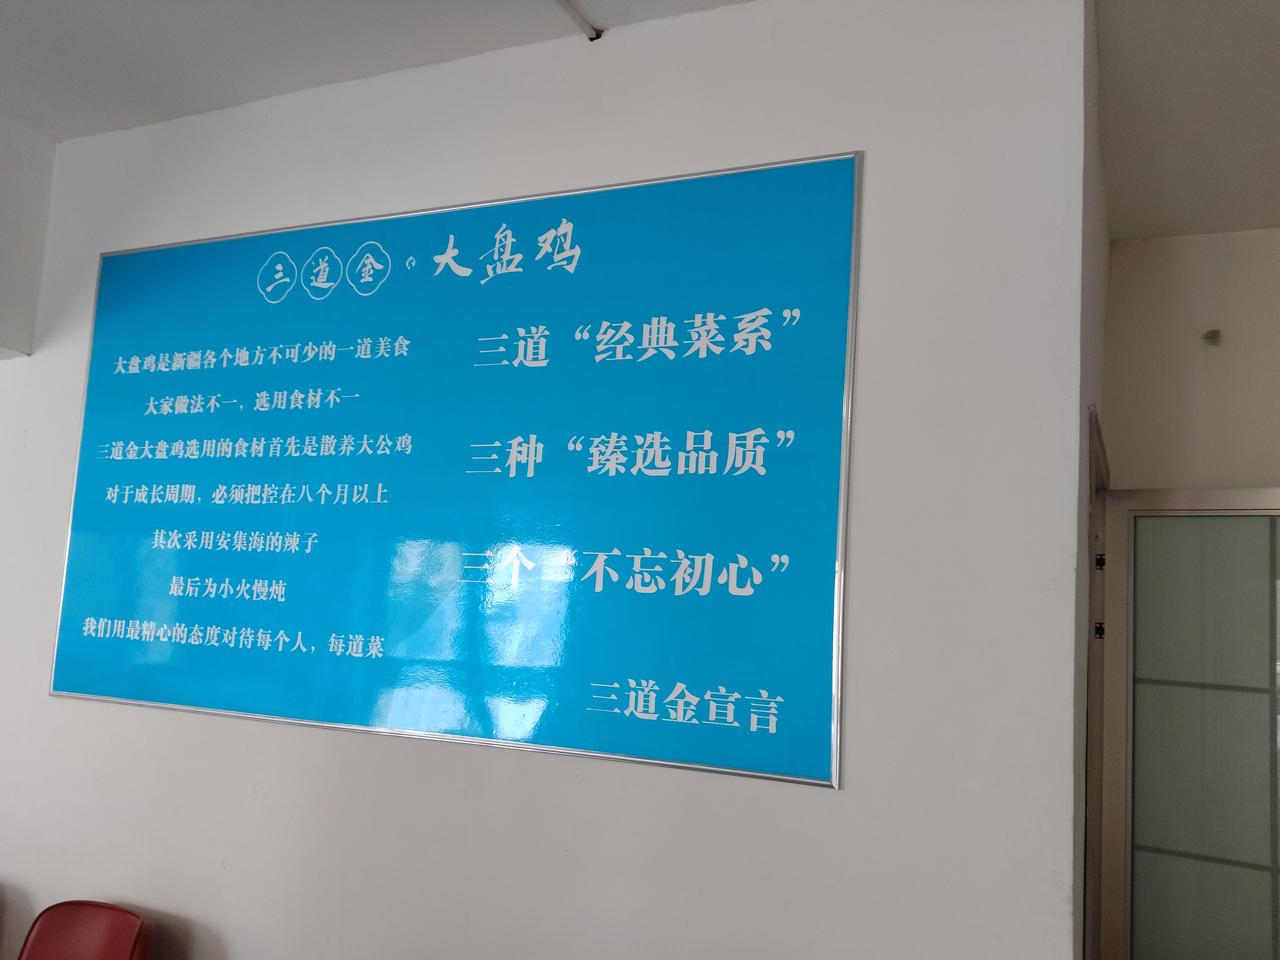 三道金·大盘鸡
大盘鸡是新疆各个地方不可少的一道美食
大家做法不一，选用食材不一
三道金大盘鸡选用的食材首先是散养大公鸡
对于成长周期，必须把控在八个月以上
其次采用安集海的辣子
最后为小火慢炖
我们用最精心的态度对待每个人，每道菜
三道“经典菜系”
三种“臻选品质”
三个“不忘初心”
三道金宣言